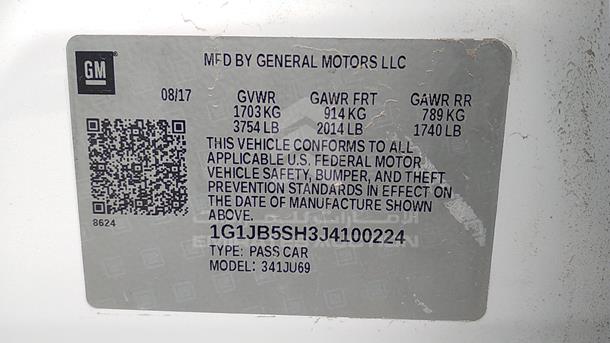 GM
MFD BY GENERAL MOTORS LLC
08/17 GVWR GAWR FRT GAWR RR
1703 KG 914 KG 789 KG
3754 LB 2014 LB 1740 LB
THIS VEHICLE CONFORMS TO ALL
APPLICABLE U.S. FEDERAL MOTOR
VEHICLE SAFETY, BUMPER, AND THEFT
PREVENTION STANDARDS IN EFFECT ON
THE DATE OF MANUFACTURE SHOWN
ABOVE.
8624
1G1JB5SH3J4100224
TYPE: PASS CAR
MODEL: 341JU69